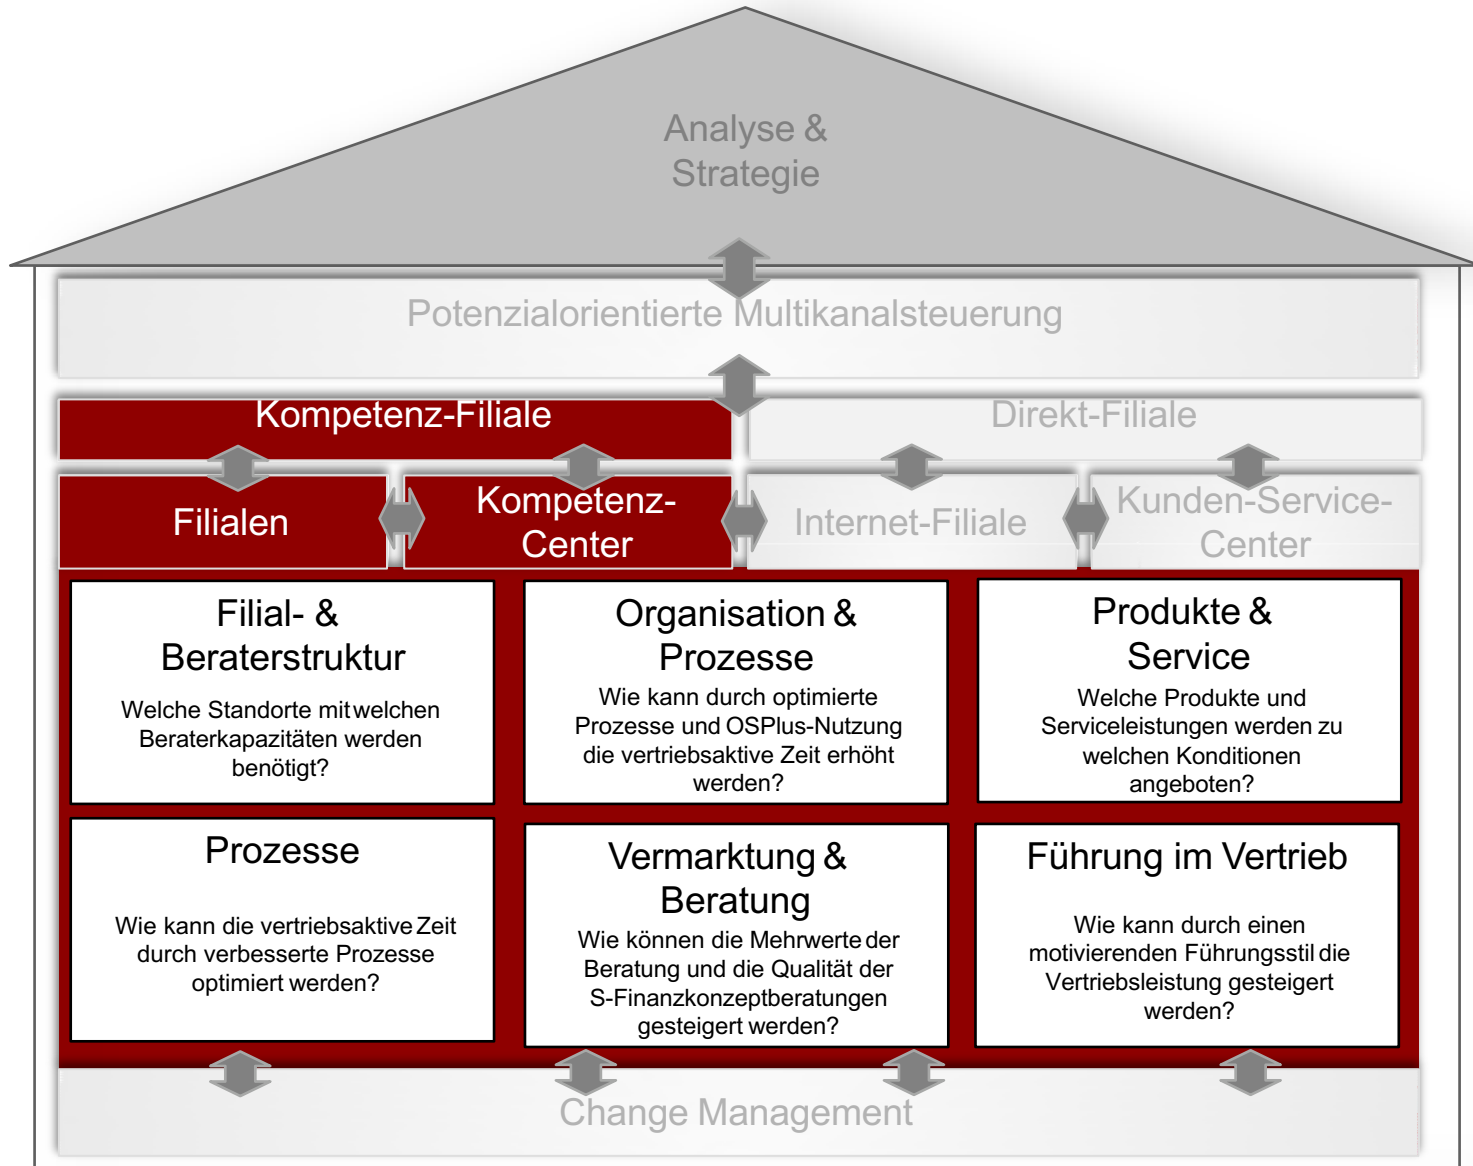 Analyse &
Strategie
Potenzialorientierte Multikanalsteuerung
Kompetenz-Filiale
Direkt-Filiale
Filialen
Kompetenz-
Center
Internet-Filiale
Kunden-Service-
Center
Filial- &
Beraterstruktur
Welche Standorte mit welchen
Beraterkapazitäten werden
benötigt?
Organisation &
Prozesse
Wie kann durch optimierte
Prozesse und OSPlus-Nutzung
die vertriebsaktive Zeit erhöht
werden?
Produkte &
Service
Welche Produkte und
Serviceleistungen werden zu
welchen Konditionen
angeboten?
Prozesse
Wie kann die vertriebsaktive Zeit
durch verbesserte Prozesse
optimiert werden?
Vermarktung &
Beratung
Wie können die Mehrwerte der
Beratung und die Qualität der
S-Finanzkonzeptberatungen
gesteigert werden?
Führung im Vertrieb
Wie kann durch einen
motivierenden Führungsstil die
Vertriebsleistung gesteigert
werden?
Change Management